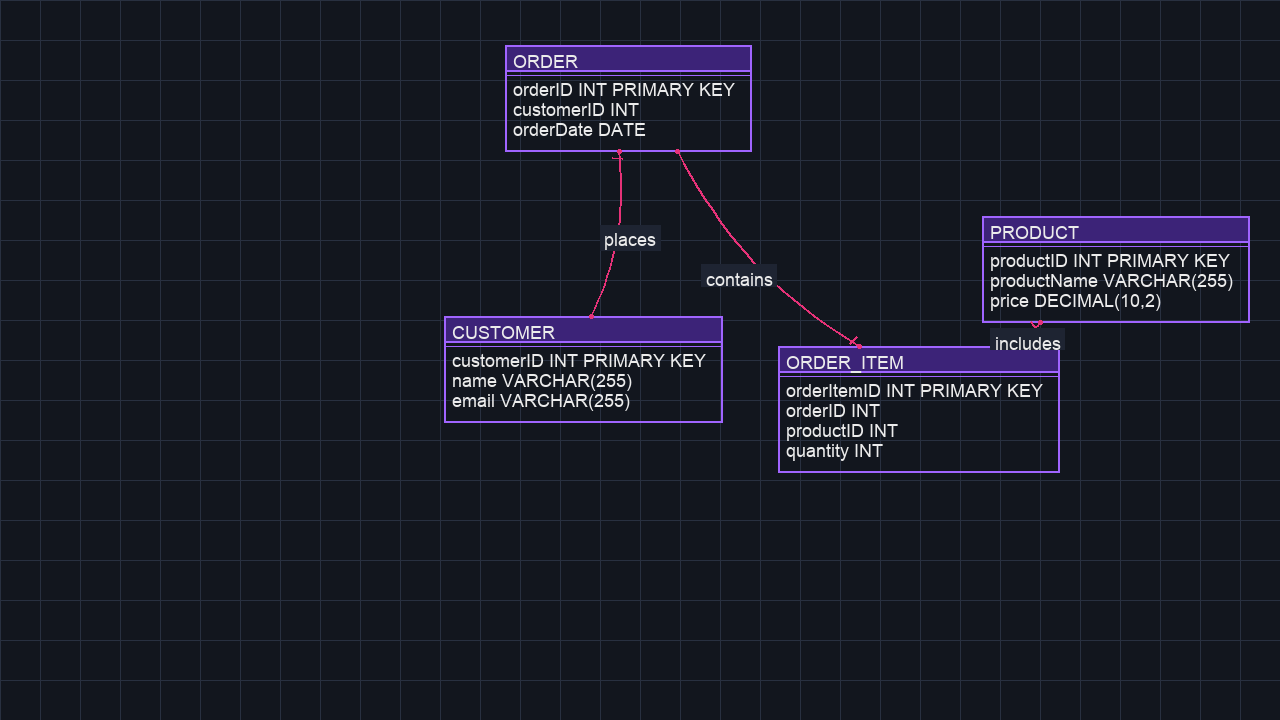 ORDER
orderID INT PRIMARY KEY
customerID INT
orderDate DATE
places
contains
PRODUCT
productID INT PRIMARY KEY
productName VARCHAR(255)
price DECIMAL(10,2)
includes
CUSTOMER
customerID INT PRIMARY KEY
name VARCHAR(255)
email VARCHAR(255)
ORDER_ITEM
orderItemID INT PRIMARY KEY
orderID INT
productID INT
quantity INT